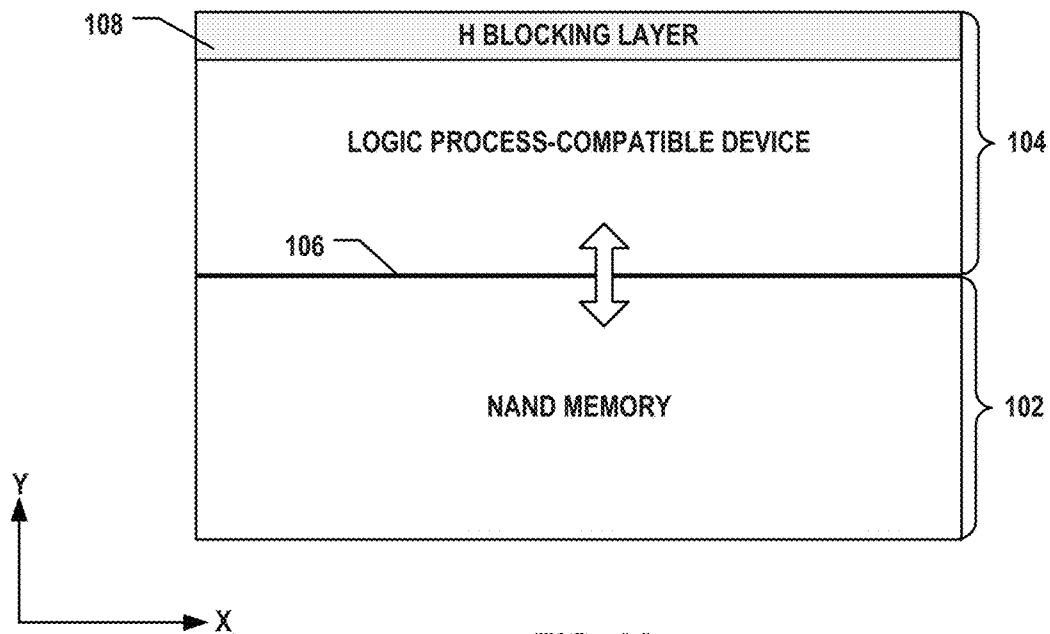 108
H BLOCKING LAYER
LOGIC PROCESS-COMPATIBLE DEVICE
104
106
NAND MEMORY
102
Y
X